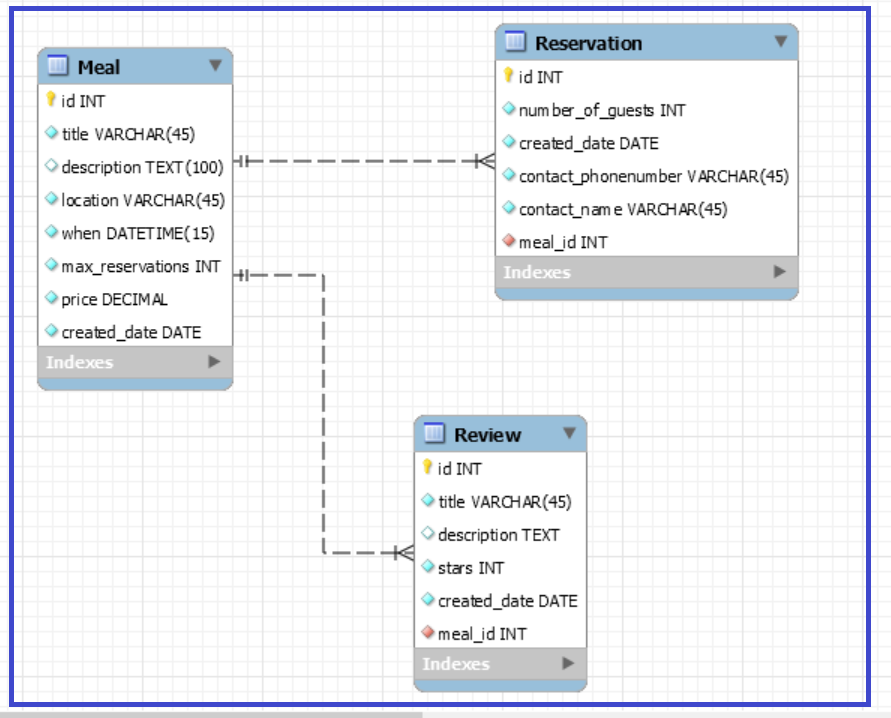 Meal
id INT
title VARCHAR(45)
description TEXT(100)
location VARCHAR(45)
when DATETIME(15)
max_reservations INT
price DECIMAL
created_date DATE
Indexes
Reservation
id INT
number_of_guests INT
created_date DATE
contact_phonenumber VARCHAR(45)
contact_name VARCHAR(45)
meal_id INT
Indexes
Review
id INT
title VARCHAR(45)
description TEXT
stars INT
created_date DATE
meal_id INT
Indexes